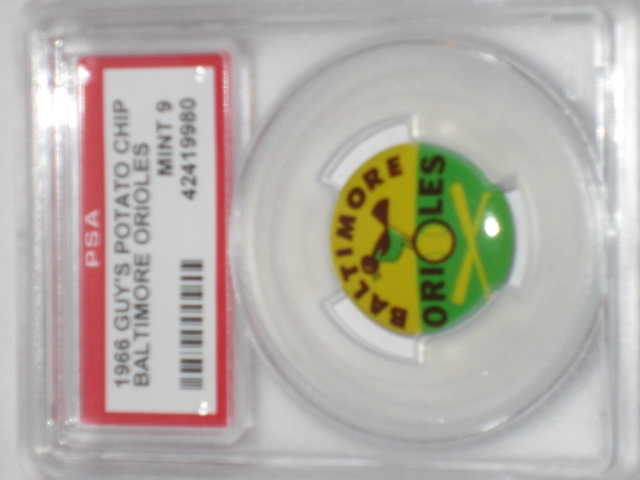 PSA
1966 GUY'S POTATO CHIP
BALTIMORE ORIOLES
MINT 9
42419980
BALTIMORE
ORIOLES